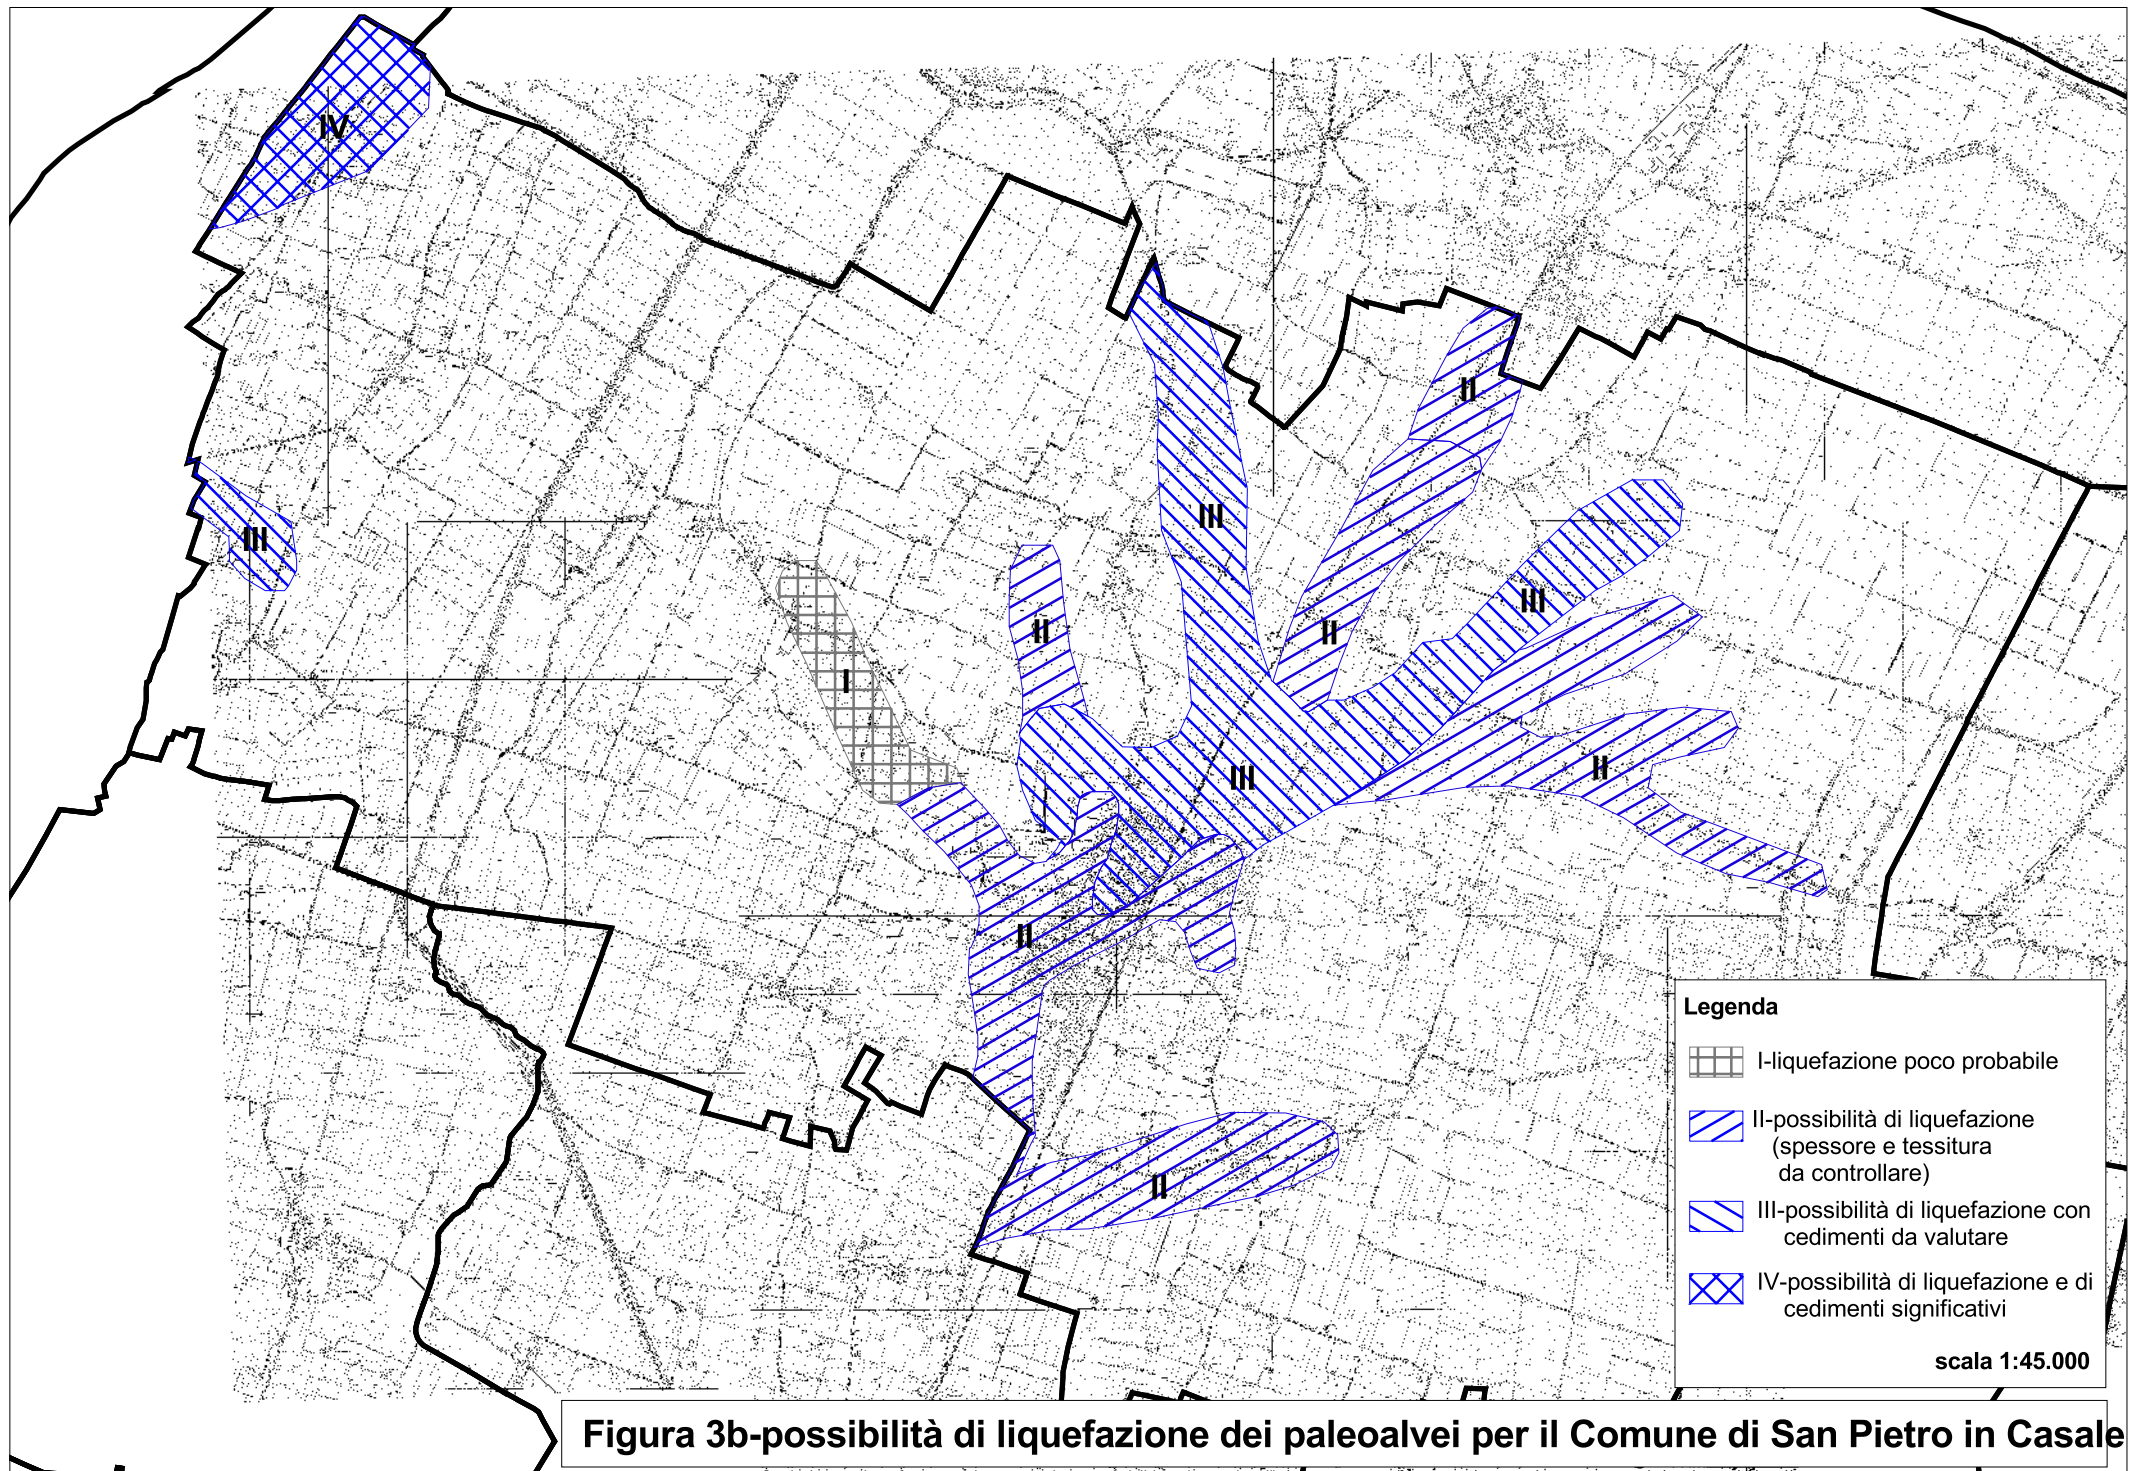 IV
II
III
III
III
II
II
I
III
II
II
II
Legenda
I-liquefazione poco probabile
II-possibilità di liquefazione
(spessore e tessitura
da controllare)
III-possibilità di liquefazione con
cedimenti da valutare
IV-possibilità di liquefazione e di
cedimenti significativi
scala 1:45.000
Figura 3b-possibilità di liquefazione dei paleoalvei per il Comune di San Pietro in Casale